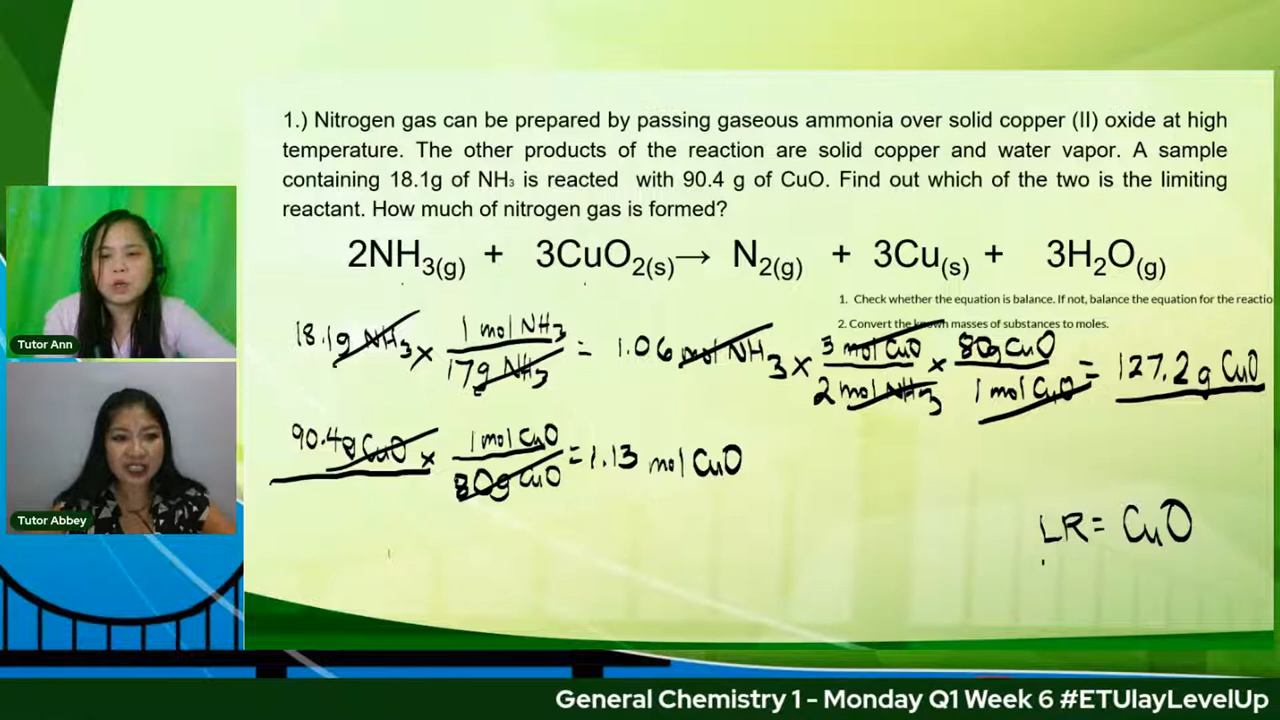 1.) Nitrogen gas can be prepared by passing gaseous ammonia over solid copper (II) oxide at high
temperature. The other products of the reaction are solid copper and water vapor. A sample
containing 18.1g of NH₃ is reacted with 90.4 g of CuO. Find out which of the two is the limiting
reactant. How much of nitrogen gas is formed?
2NH₃(g) + 3CuO₂(s)→ N₂(g) + 3Cu(s) + 3H₂O(g)
1. Check whether the equation is balance. If not, balance the equation for the reactio
2. Convert the known masses of substances to moles.
18.1g NH₃ x 1 mol NH₃ / 17g NH₃ = 1.06 mol NH₃ x 3 mol CuO / 2 mol NH₃ x 80g CuO / 1 mol CuO = 127.2 g CuO
90.4g CuO x 1 mol CuO / 80g CuO = 1.13 mol CuO
LR = CuO
Tutor Ann
Tutor Abbey
General Chemistry 1 - Monday Q1 Week 6 #ETUlayLevelUp